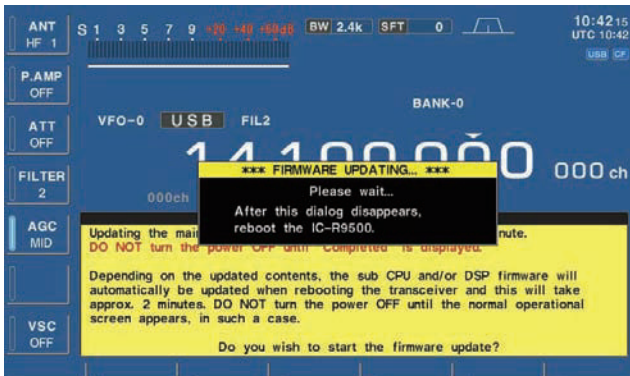 ANT
HF 1
S 1 3 5 7 9 +20 +40 +60dB BW 2.4k SFT 0
10:42 15
UTC 10:42
USB CF
P.AMP
OFF
BANK-0
VFO-0 USB FIL2
ATT
OFF
000 ch
FILTER
2
000ch
*** FIRMWARE UPDATING... ***
Please wait...
After this dialog disappears,
reboot the IC-R9500.
AGC
MID
Updating the mai nute.
DO NOT turn the power OFF until "Completed" is displayed.
Depending on the updated contents, the sub CPU and/or DSP firmware will
automatically be updated when rebooting the transceiver and this will take
approx. 2 minutes. DO NOT turn the power OFF until the normal operational
screen appears, in such a case.
VSC
OFF
Do you wish to start the firmware update?